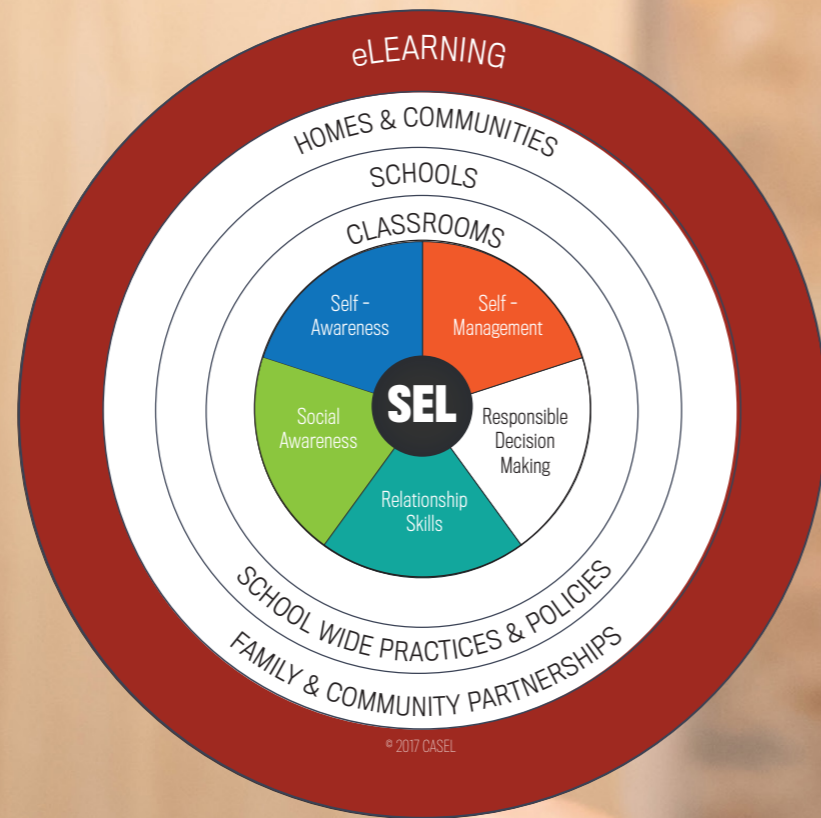 eLEARNING
HOMES & COMMUNITIES
SCHOOLS
CLASSROOMS
Self -
Awareness
Self -
Management
Social
Awareness
SEL
Responsible
Decision
Making
Relationship
Skills
SCHOOL WIDE PRACTICES & POLICIES
FAMILY & COMMUNITY PARTNERSHIPS
© 2017 CASEL